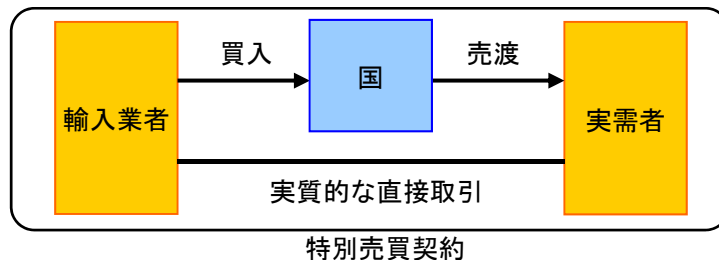 買入
売渡
輸入業者
国
実需者
実質的な直接取引
特別売買契約